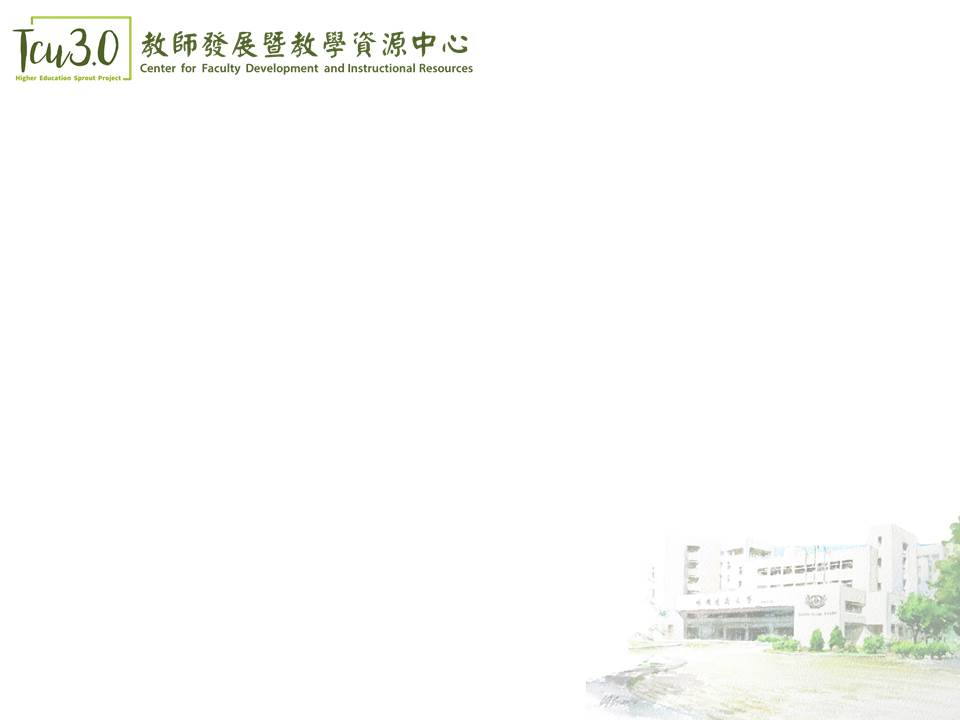 Tcu3.0
Higher Education Sprout Project
教師發展暨教學資源中心
Center for Faculty Development and Instructional Resources